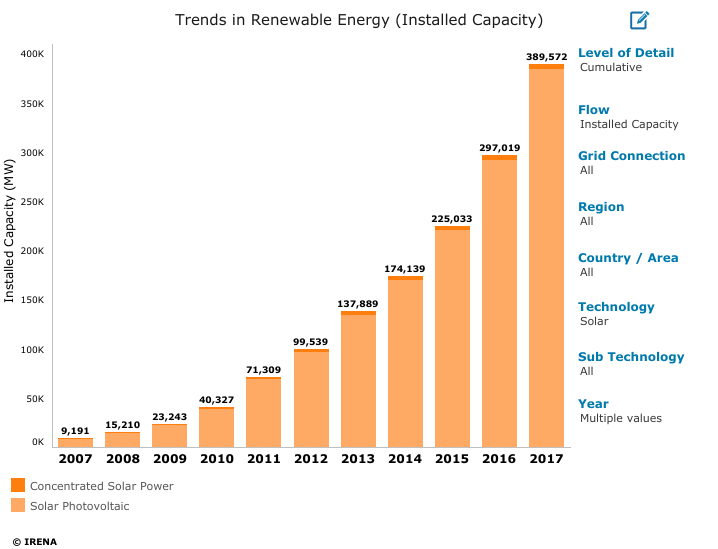 Trends in Renewable Energy (Installed Capacity)
Level of Detail
Cumulative
Flow
Installed Capacity
Grid Connection
All
Region
All
Country / Area
All
Technology
Solar
Sub Technology
All
Year
Multiple values
Installed Capacity (MW)
400K
350K
300K
250K
200K
150K
100K
50K
0K
9,191
15,210
23,243
40,327
71,309
99,539
137,889
174,139
225,033
297,019
389,572
2007 2008 2009 2010 2011 2012 2013 2014 2015 2016 2017
Concentrated Solar Power
Solar Photovoltaic
© IRENA